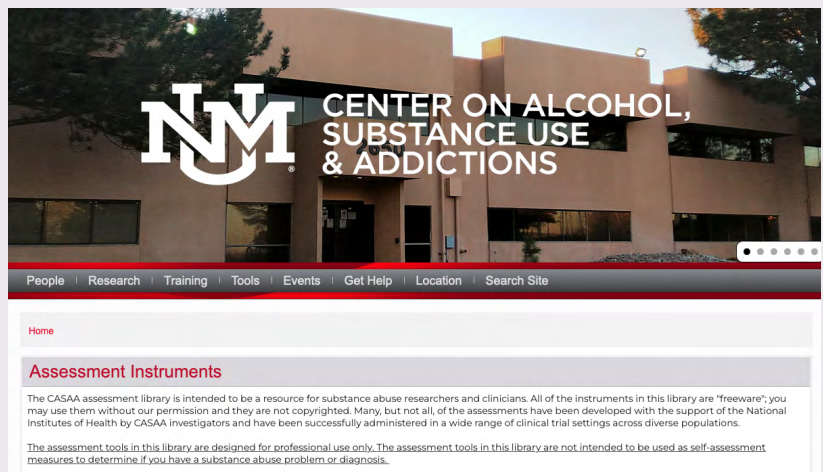 UNM
®
CENTER ON ALCOHOL,
SUBSTANCE USE
& ADDICTIONS
2650
People | Research | Training | Tools | Events | Get Help | Location | Search Site
Home
Assessment Instruments
The CASAA assessment library is intended to be a resource for substance abuse researchers and clinicians. All of the instruments in this library are "freeware"; you
may use them without our permission and they are not copyrighted. Many, but not all, of the assessments have been developed with the support of the National
Institutes of Health by CASAA investigators and have been successfully administered in a wide range of clinical trial settings across diverse populations.
The assessment tools in this library are designed for professional use only. The assessment tools in this library are not intended to be used as self-assessment
measures to determine if you have a substance abuse problem or diagnosis.